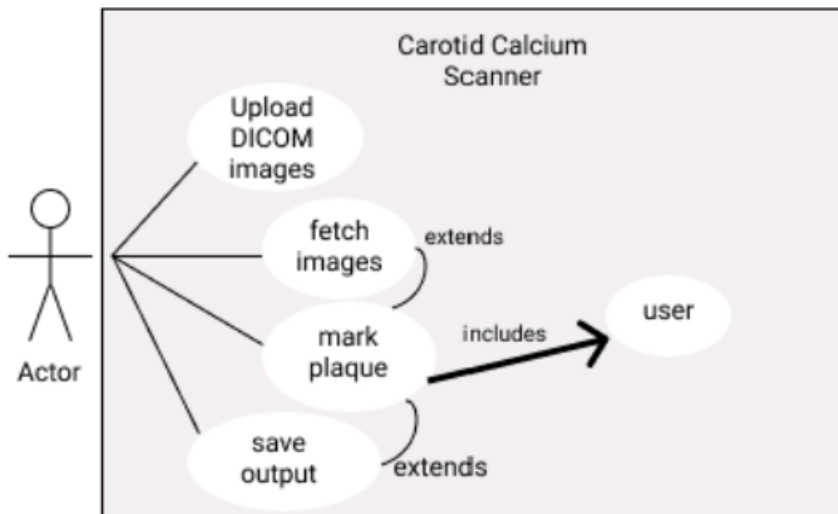 Carotid Calcium
Scanner
Upload
DICOM
images
fetch
images
extends
mark
plaque
includes
user
Actor
save
output
extends